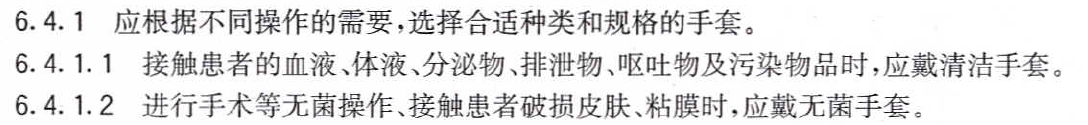 6.4.1 应根据不同操作的需要,选择合适种类和规格的手套。
6.4.1.1 接触患者的血液、体液、分泌物、排泄物、呕吐物及污染物品时,应戴清洁手套。
6.4.1.2 进行手术等无菌操作、接触患者破损皮肤、粘膜时,应戴无菌手套。